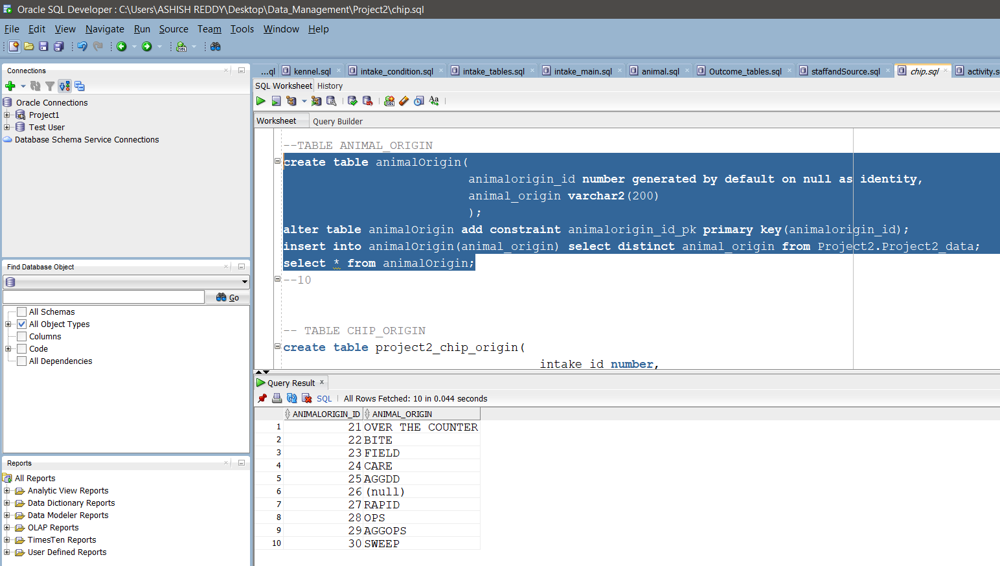 Oracle SQL Developer : C:\Users\ASHISH REDDY\Desktop\Data_Management\Project2\chip.sql
File Edit View Navigate Run Source Team Tools Window Help
Connections
Oracle Connections
Project1
Test User
Database Schema Service Connections
Find Database Object
Go
All Schemas
All Object Types
Columns
Code
All Dependencies
Reports
All Reports
Analytic View Reports
Data Dictionary Reports
Data Modeler Reports
OLAP Reports
TimesTen Reports
User Defined Reports
...ql kennel.sql intake_condition.sql intake_tables.sql intake_main.sql animal.sql Outcome_tables.sql staffandSource.sql chip.sql activity.s
SQL Worksheet History
Worksheet Query Builder
--TABLE ANIMAL_ORIGIN
create table animalOrigin(
animalorigin_id number generated by default on null as identity,
animal_origin varchar2(200)
);
alter table animalOrigin add constraint animalorigin_id_pk primary key(animalorigin_id);
insert into animalOrigin(animal_origin) select distinct animal_origin from Project2.Project2_data;
select * from animalOrigin;
--10
-- TABLE CHIP_ORIGIN
create table project2_chip_origin(
intake_id number,
Query Result
SQL All Rows Fetched: 10 in 0.044 seconds
ANIMALORIGIN_ID ANIMAL_ORIGIN
1 21 OVER THE COUNTER
2 22 BITE
3 23 FIELD
4 24 CARE
5 25 AGGDD
6 26 (null)
7 27 RAPID
8 28 OPS
9 29 AGGOPS
10 30 SWEEP